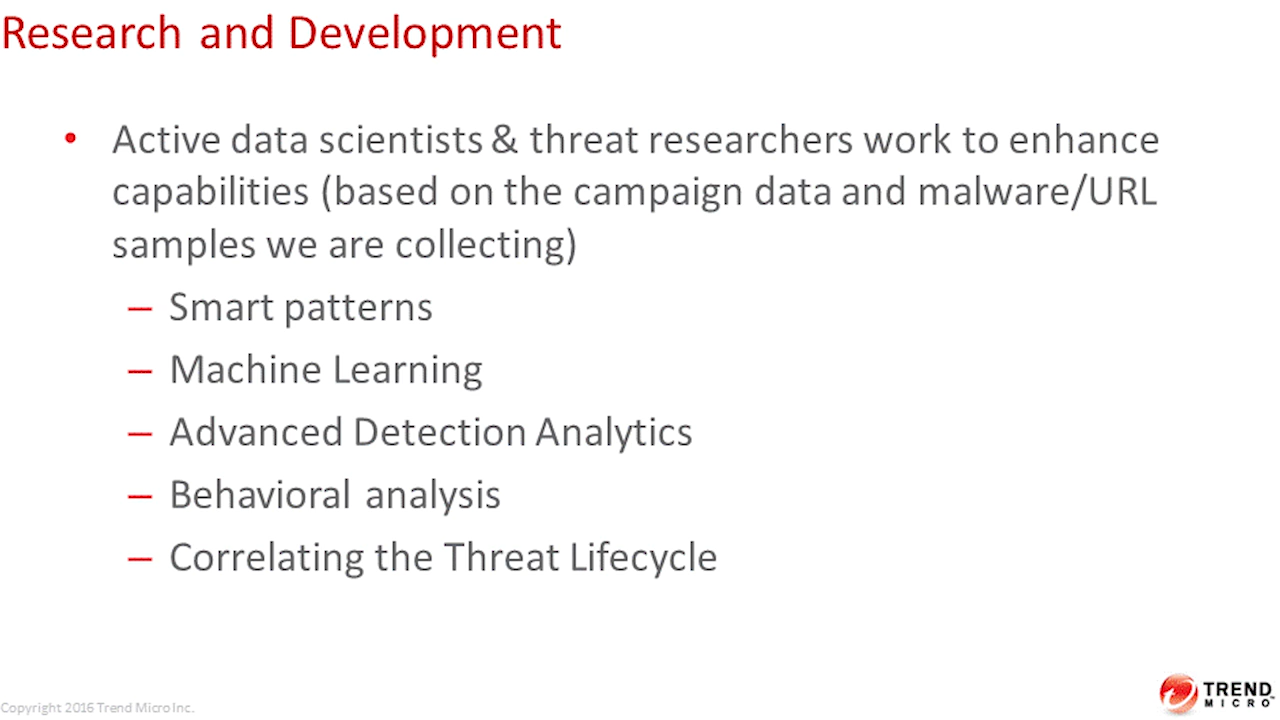 Research and Development
• Active data scientists & threat researchers work to enhance
capabilities (based on the campaign data and malware/URL
samples we are collecting)
– Smart patterns
– Machine Learning
– Advanced Detection Analytics
– Behavioral analysis
– Correlating the Threat Lifecycle
Copyright 2016 Trend Micro Inc.
TREND
MICRO™